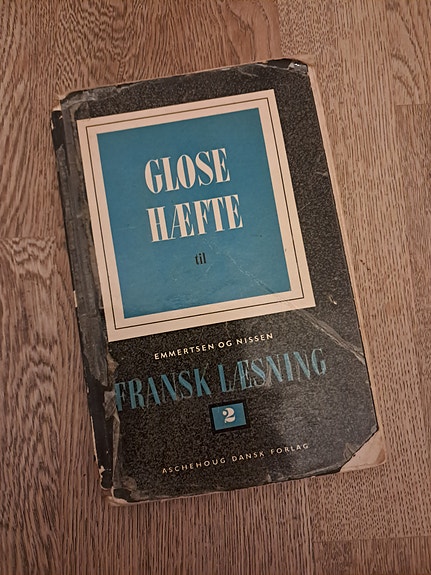 GLOSE
HÆFTE
til
EMMERTSEN OG NISSEN
FRANSK LÆSNING
2
ASCHEHOUG DANSK FORLAG